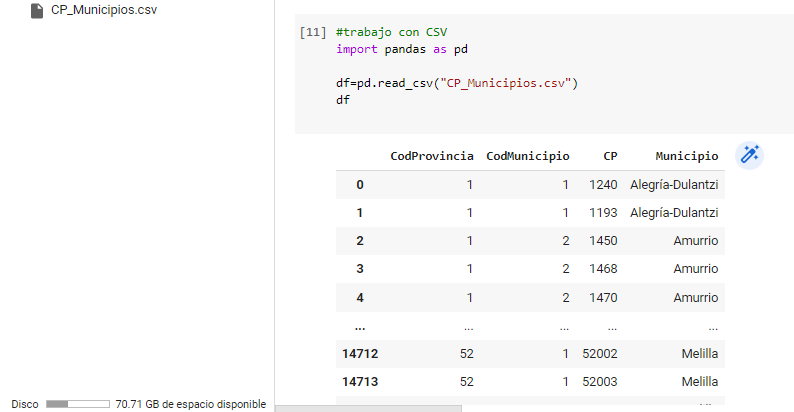 CP_Municipios.csv
[11] #trabajo con CSV
import pandas as pd
df=pd.read_csv("CP_Municipios.csv")
df
CodProvincia CodMunicipio CP Municipio
0 1 1 1240 Alegría-Dulantzi
1 1 1 1193 Alegría-Dulantzi
2 1 2 1450 Amurrio
3 1 2 1468 Amurrio
4 1 2 1470 Amurrio
... ... ... ... ...
14712 52 1 52002 Melilla
14713 52 1 52003 Melilla
Disco 70.71 GB de espacio disponible